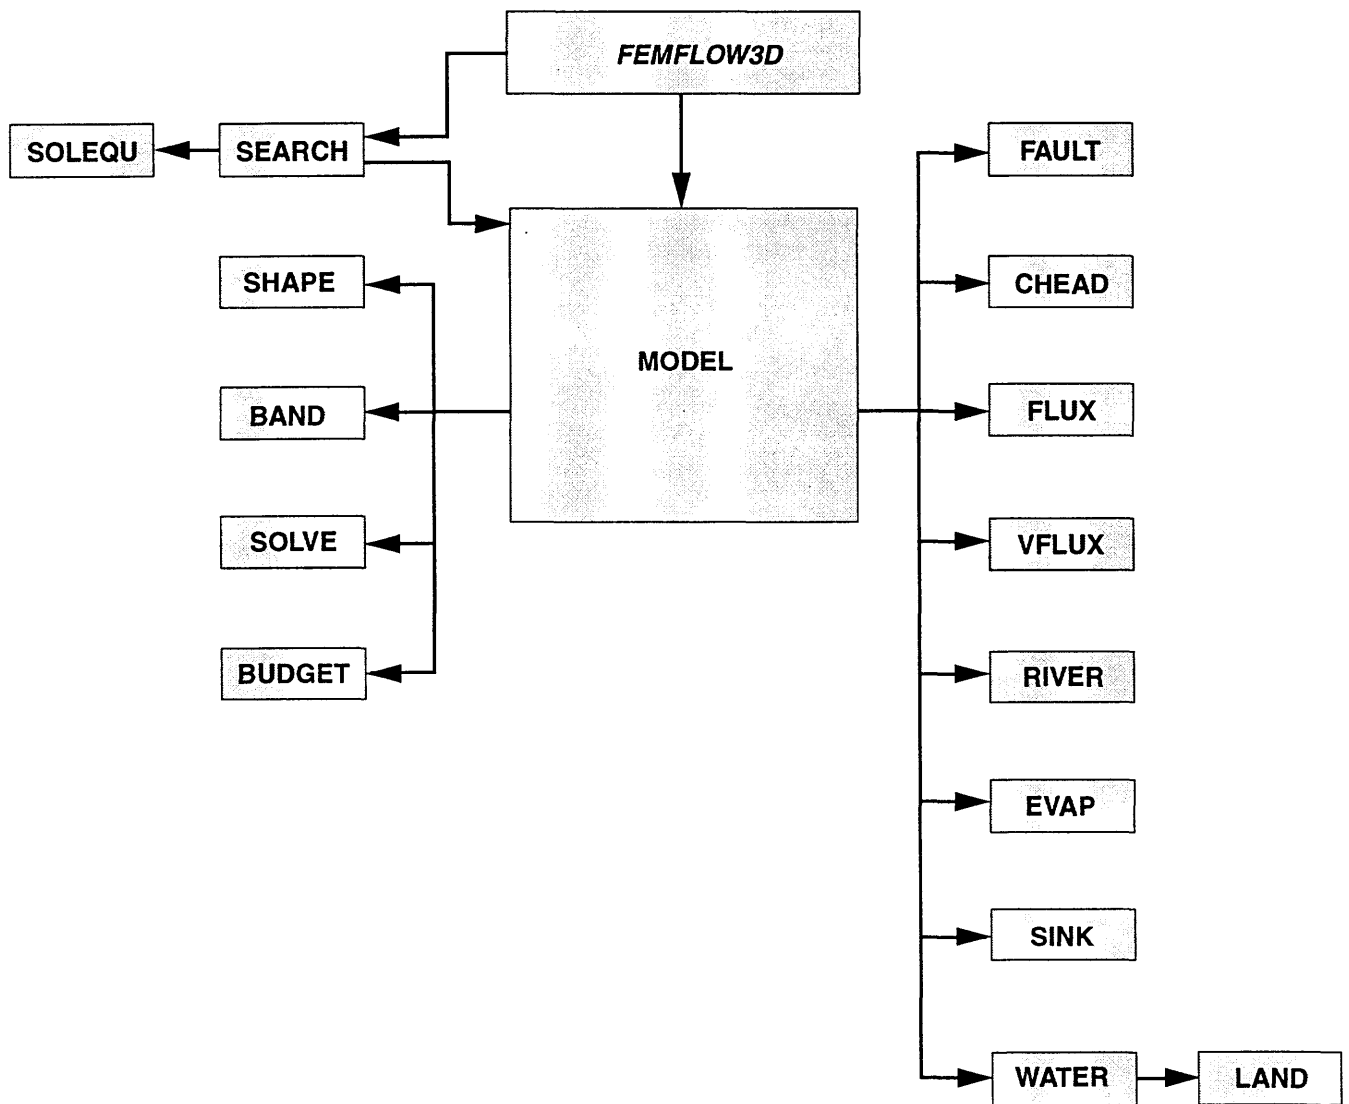 FEMFLOW3D
SOLEQU
SEARCH
FAULT
SHAPE
CHEAD
MODEL
BAND
FLUX
SOLVE
VFLUX
BUDGET
RIVER
EVAP
SINK
WATER
LAND